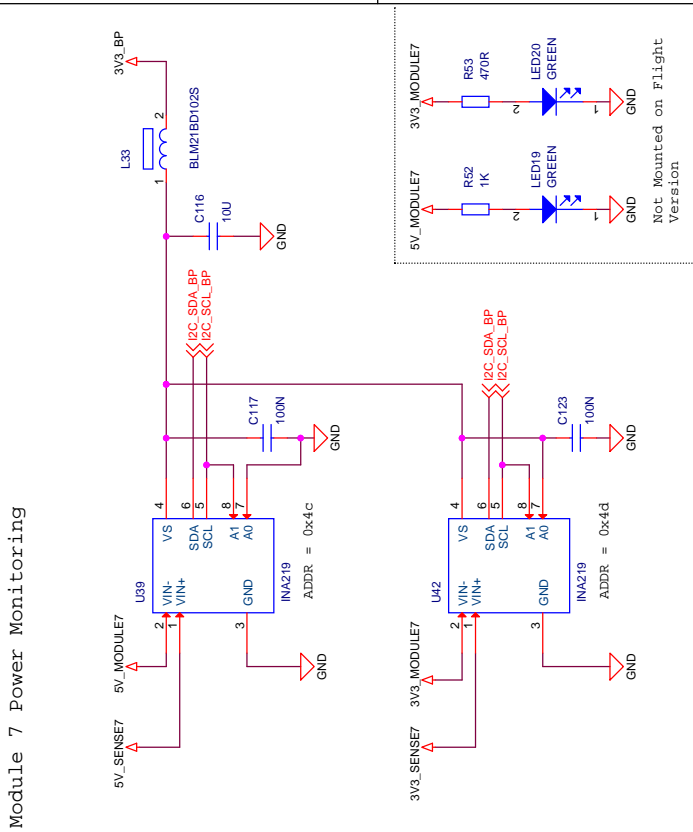 Module 7 Power Monitoring
5V_SENSE7
5V_MODULE7
2
1
3
U39
VIN-
VIN+
GND
VS
SDA
SCL
A1
A0
4
6
5
8
7
INA219
ADDR = 0x4c
GND
C117
100N
GND
I2C_SDA_BP
I2C_SCL_BP
C116
10U
GND
L33
1
2
BLM21BD102S
3V3_BP
3V3_SENSE7
3V3_MODULE7
2
1
3
U42
VIN-
VIN+
GND
VS
SDA
SCL
A1
A0
4
6
5
8
7
INA219
ADDR = 0x4d
GND
C123
100N
GND
I2C_SDA_BP
I2C_SCL_BP
5V_MODULE7
R52
1K
2
LED19
GREEN
1
GND
3V3_MODULE7
R53
470R
2
LED20
GREEN
1
GND
Not Mounted on Flight
Version